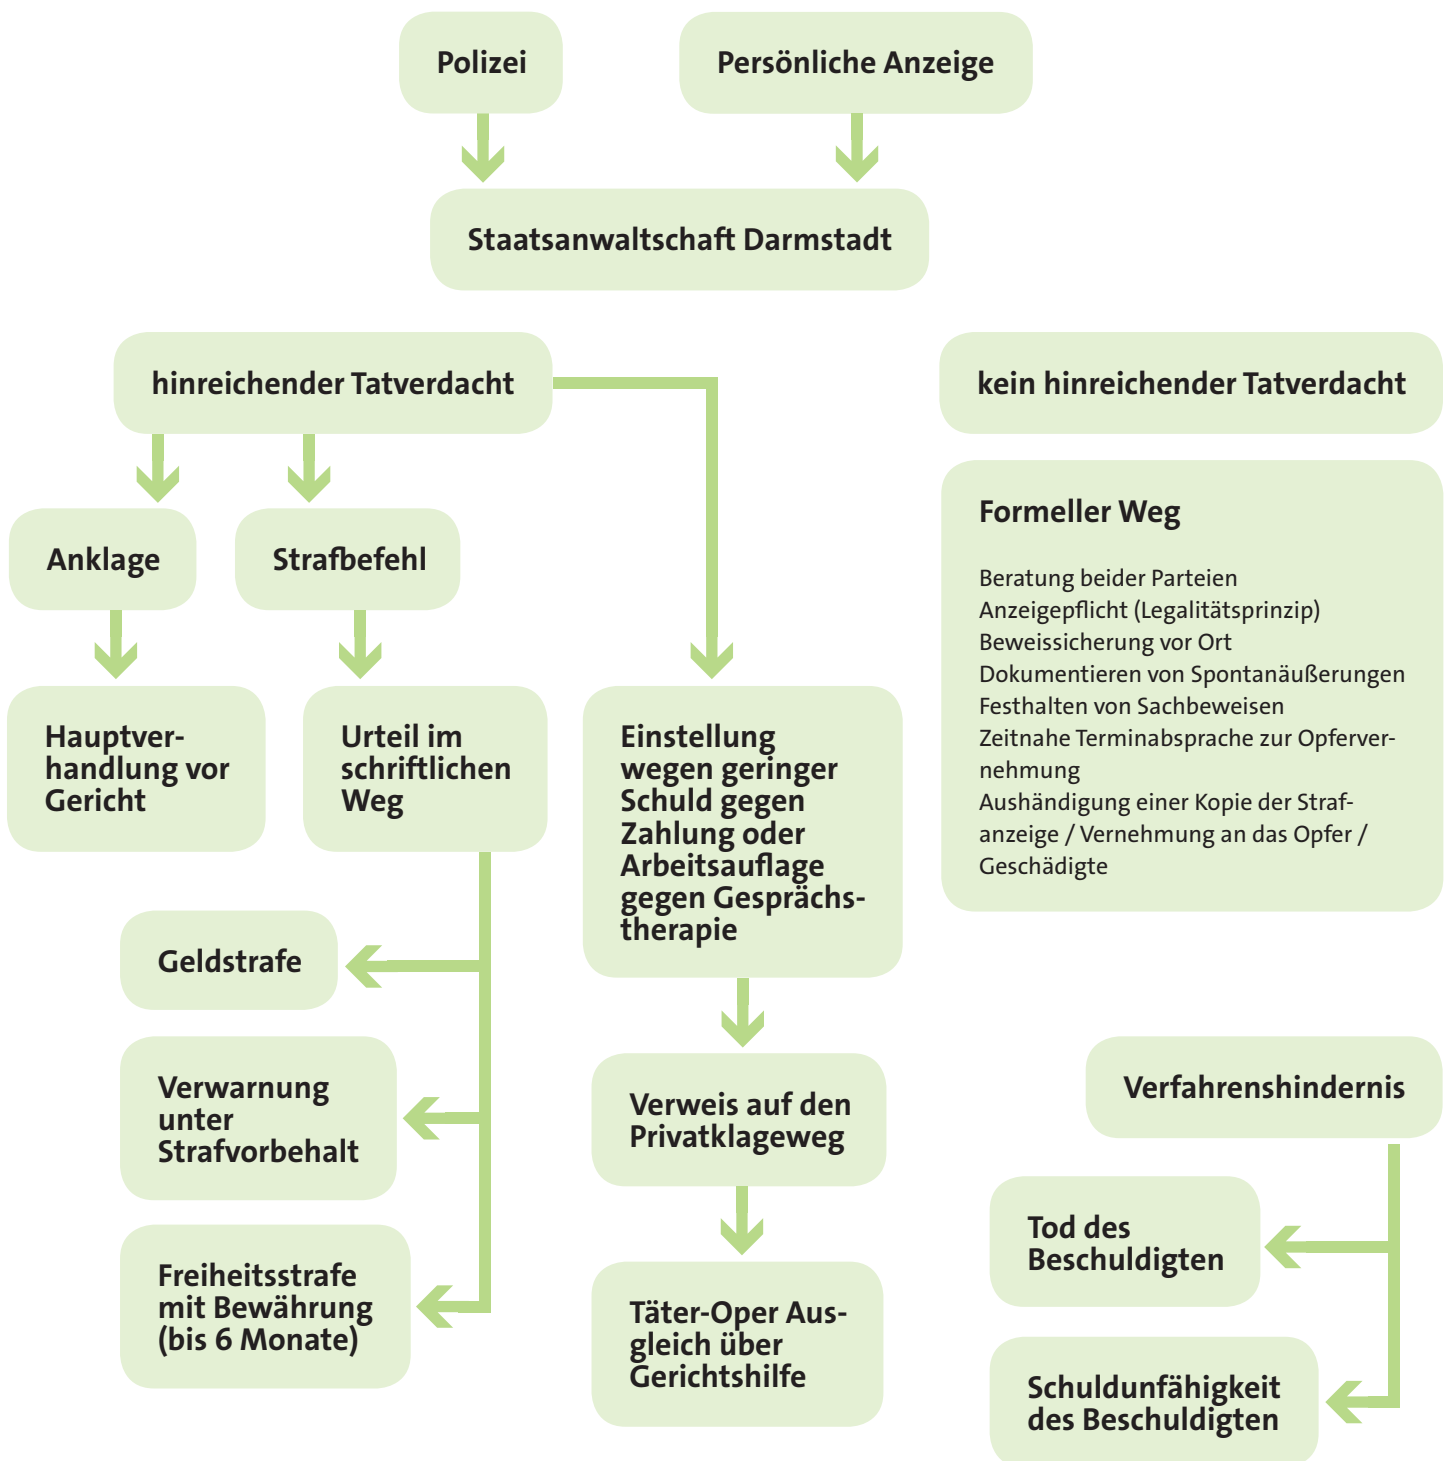 Polizei
Persönliche Anzeige
Staatsanwaltschaft Darmstadt
hinreichender Tatverdacht
kein hinreichender Tatverdacht
Anklage
Strafbefehl
Formeller Weg
Beratung beider Parteien
Anzeigepflicht (Legalitätsprinzip)
Beweissicherung vor Ort
Dokumentieren von Spontanäußerungen
Festhalten von Sachbeweisen
Zeitnahe Terminabsprache zur Opferver-
nehmung
Aushändigung einer Kopie der Straf-
anzeige / Vernehmung an das Opfer /
Geschädigte
Hauptver-
handlung vor
Gericht
Urteil im
schriftlichen
Weg
Einstellung
wegen geringer
Schuld gegen
Zahlung oder
Arbeitsauflage
gegen Gesprächs-
therapie
Geldstrafe
Verwarnung
unter
Strafvorbehalt
Freiheitsstrafe
mit Bewährung
(bis 6 Monate)
Verweis auf den
Privatklageweg
Täter-Oper Aus-
gleich über
Gerichtshilfe
Verfahrenshindernis
Tod des
Beschuldigten
Schuldunfähigkeit
des Beschuldigten